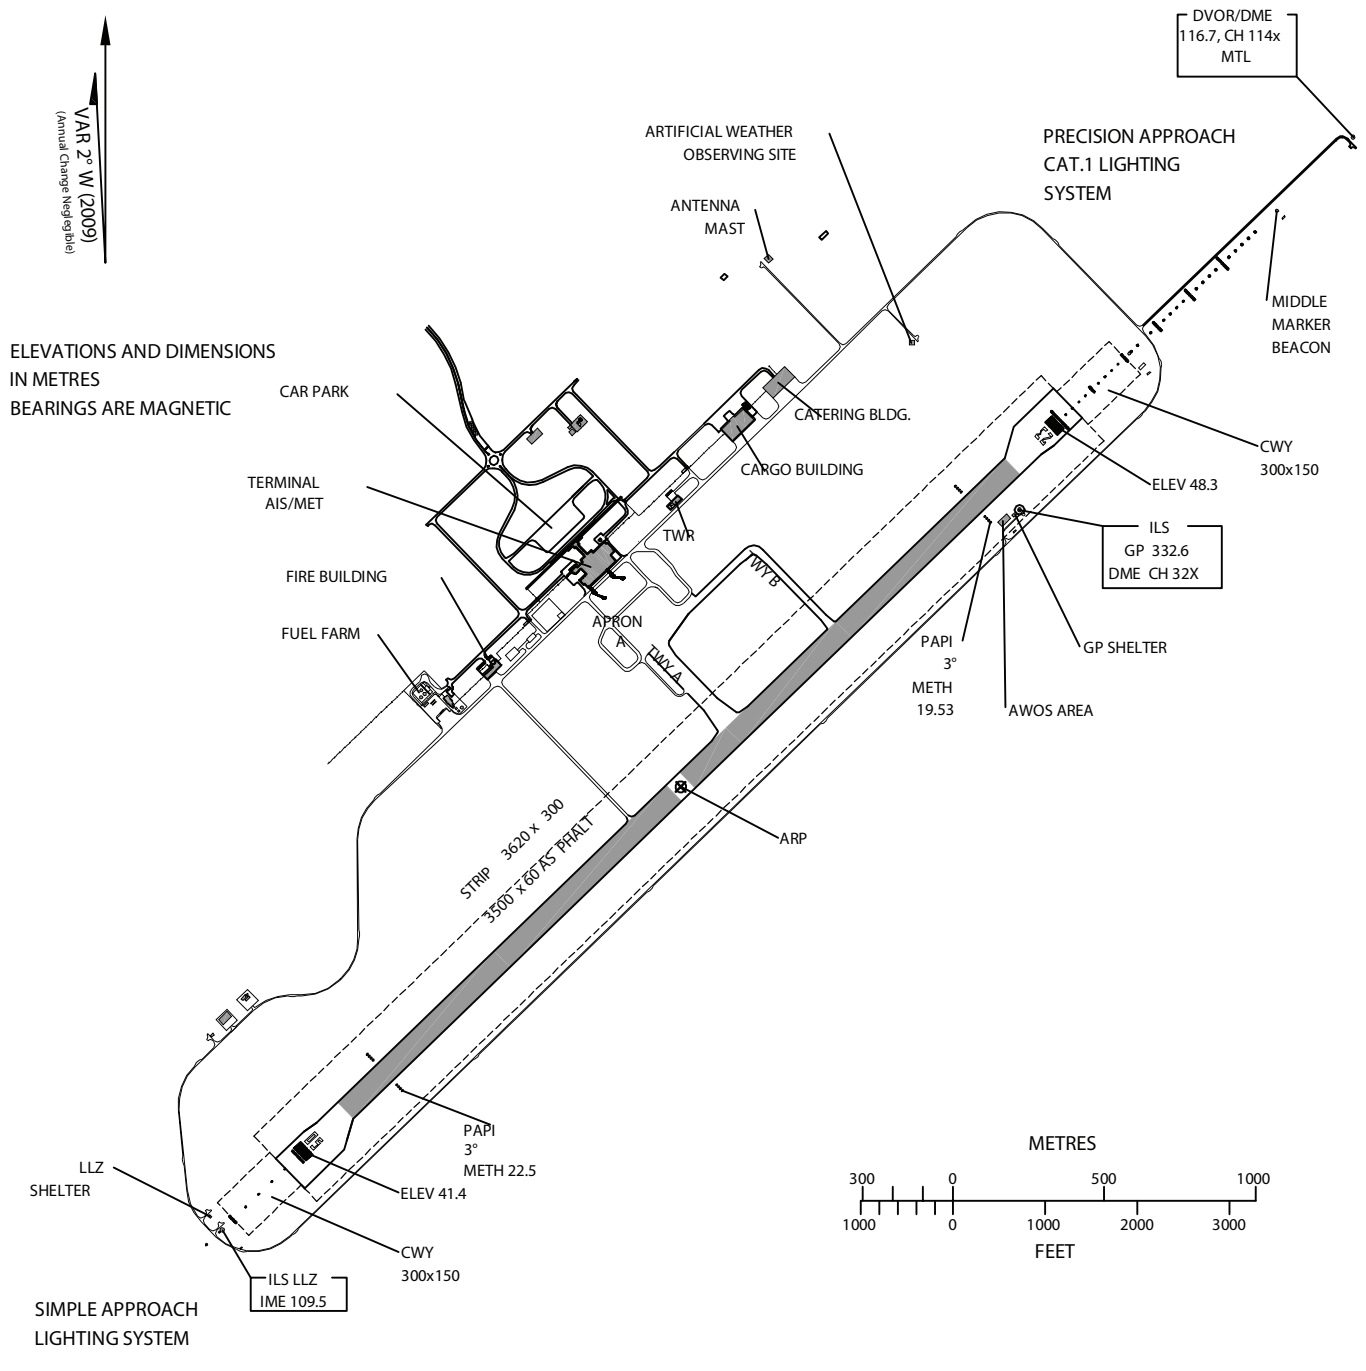 DVOR/DME
116.7, CH 114x
MTL
VAR 2° W (2009)
(Annual Change Neglegible)
ARTIFICIAL WEATHER
OBSERVING SITE
PRECISION APPROACH
CAT.1 LIGHTING
SYSTEM
ANTENNA
MAST
MIDDLE
MARKER
BEACON
ELEVATIONS AND DIMENSIONS
IN METRES
BEARINGS ARE MAGNETIC
CAR PARK
CATERING BLDG.
CARGO BUILDING
CWY
300x150
ELEV 48.3
TERMINAL
AIS/MET
TWR
ILS
GP 332.6
DME CH 32X
FIRE BUILDING
TWY B
FUEL FARM
APRON
A
TWY A
PAPI
3°
METH
19.53
GP SHELTER
AWOS AREA
ARP
STRIP 3620 x 300
3500 x 60 AS PHALT
PAPI
3°
METH 22.5
LLZ
SHELTER
ELEV 41.4
CWY
300x150
ILS LLZ
IME 109.5
SIMPLE APPROACH
LIGHTING SYSTEM
METRES
300 0 500 1000
1000 0 1000 2000 3000
FEET